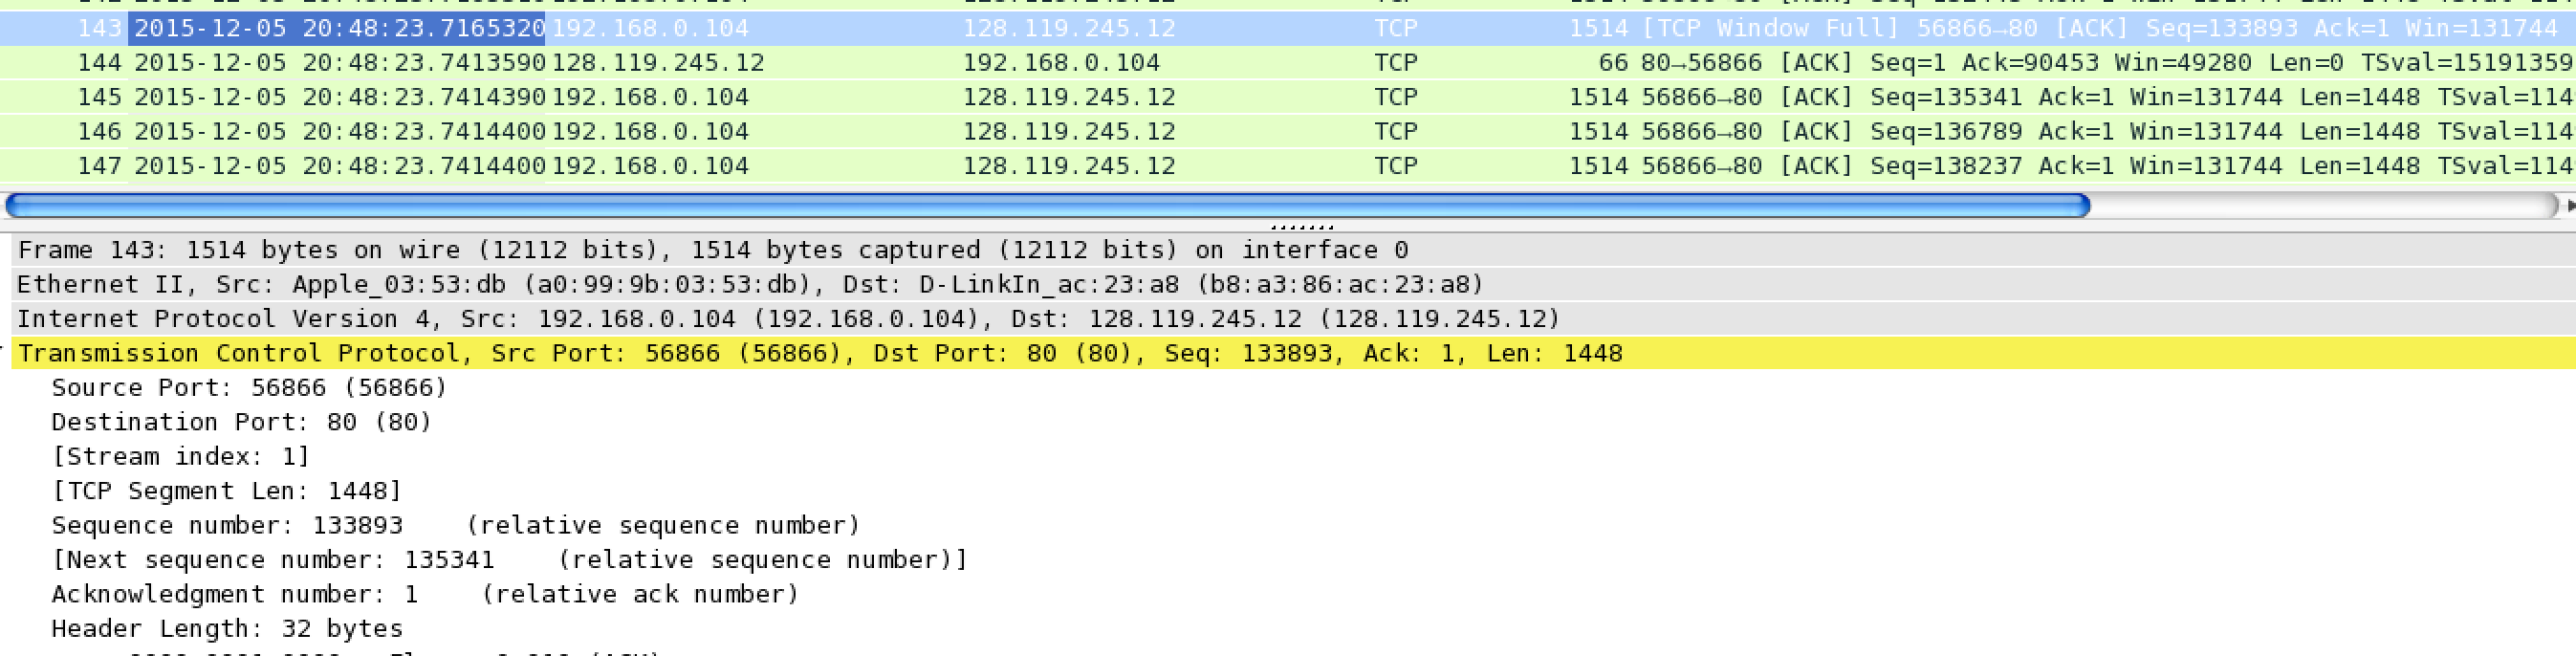 143 2015-12-05 20:48:23.7165320 192.168.0.104 128.119.245.12 TCP 1514 [TCP Window Full] 56866→80 [ACK] Seq=133893 Ack=1 Win=131744
144 2015-12-05 20:48:23.7413590 128.119.245.12 192.168.0.104 TCP 66 80→56866 [ACK] Seq=1 Ack=90453 Win=49280 Len=0 TSval=15191359
145 2015-12-05 20:48:23.7414390 192.168.0.104 128.119.245.12 TCP 1514 56866→80 [ACK] Seq=135341 Ack=1 Win=131744 Len=1448 TSval=114
146 2015-12-05 20:48:23.7414400 192.168.0.104 128.119.245.12 TCP 1514 56866→80 [ACK] Seq=136789 Ack=1 Win=131744 Len=1448 TSval=114
147 2015-12-05 20:48:23.7414400 192.168.0.104 128.119.245.12 TCP 1514 56866→80 [ACK] Seq=138237 Ack=1 Win=131744 Len=1448 TSval=114
Frame 143: 1514 bytes on wire (12112 bits), 1514 bytes captured (12112 bits) on interface 0
Ethernet II, Src: Apple_03:53:db (a0:99:9b:03:53:db), Dst: D-LinkIn_ac:23:a8 (b8:a3:86:ac:23:a8)
Internet Protocol Version 4, Src: 192.168.0.104 (192.168.0.104), Dst: 128.119.245.12 (128.119.245.12)
Transmission Control Protocol, Src Port: 56866 (56866), Dst Port: 80 (80), Seq: 133893, Ack: 1, Len: 1448
Source Port: 56866 (56866)
Destination Port: 80 (80)
[Stream index: 1]
[TCP Segment Len: 1448]
Sequence number: 133893 (relative sequence number)
[Next sequence number: 135341 (relative sequence number)]
Acknowledgment number: 1 (relative ack number)
Header Length: 32 bytes